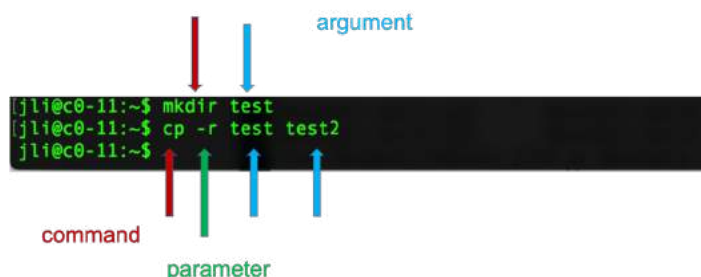 argument
[jli@c0-11:~$ mkdir test
[jli@c0-11:~$ cp -r test test2
jli@c0-11:~$
command
parameter